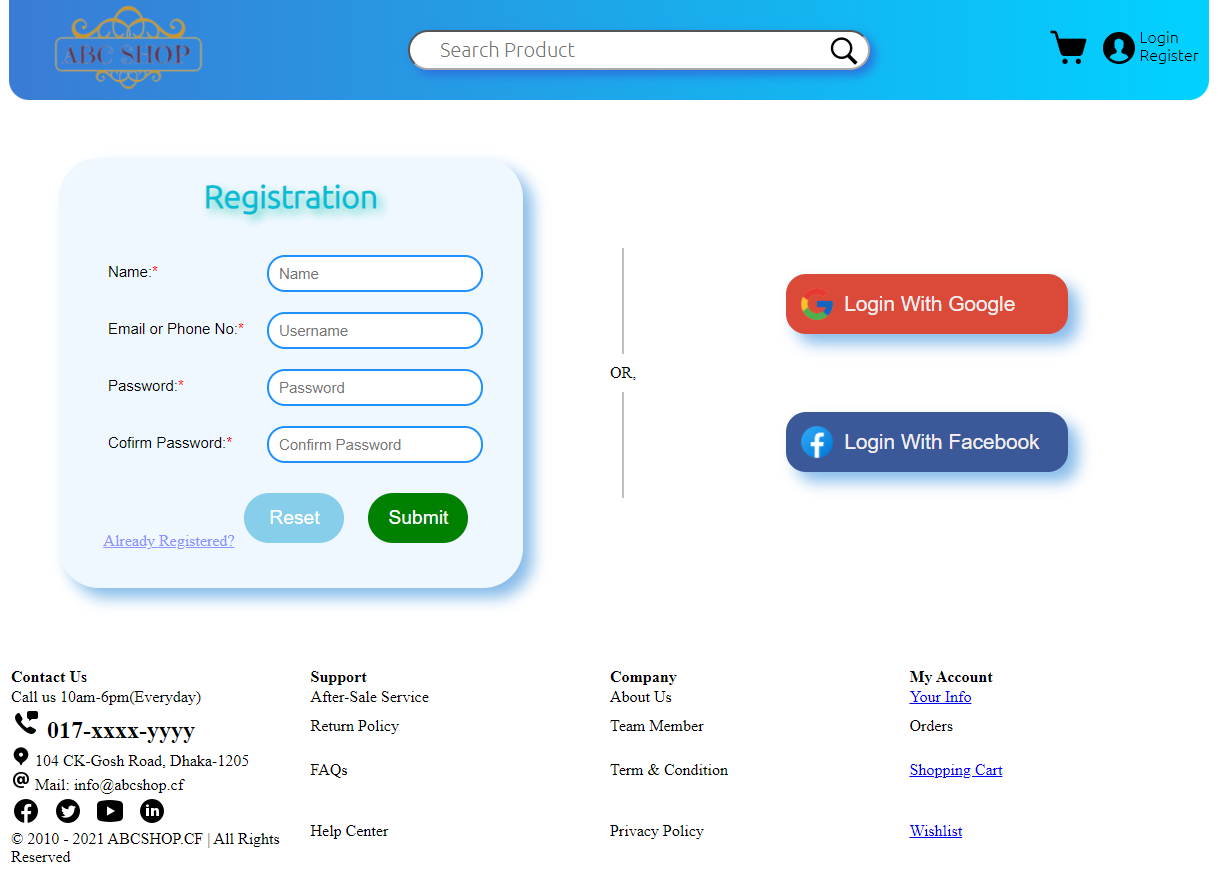 ABC SHOP
Search Product
Login
Register
Registration
Name:*
Name
Email or Phone No:*
Username
Password:*
Password
Cofirm Password:*
Confirm Password
Reset
Submit
Already Registered?
OR,
Login With Google
Login With Facebook
Contact Us
Call us 10am-6pm(Everyday)
017-xxxx-yyyy
104 CK-Gosh Road, Dhaka-1205
Mail: info@abcshop.cf
© 2010 - 2021 ABCSHOP.CF | All Rights
Reserved
Support
After-Sale Service
Return Policy
FAQs
Help Center
Company
About Us
Team Member
Term & Condition
Privacy Policy
My Account
Your Info
Orders
Shopping Cart
Wishlist